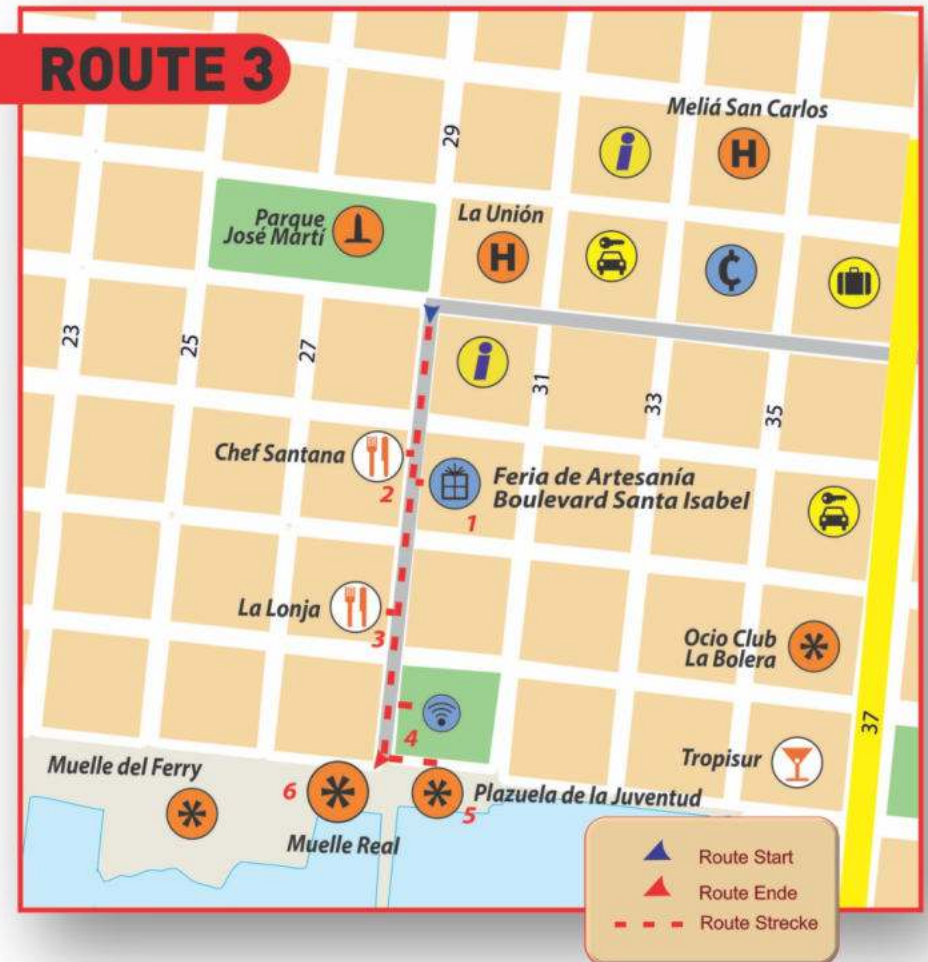 ROUTE 3
Meliá San Carlos
29
i
H
Parque
José Martí
La Unión
H
¢
23
25
27
i
31
33
35
Chef Santana
2
Feria de Artesanía
Boulevard Santa Isabel
1
La Lonja
3
Ocio Club
La Bolera
37
4
Tropisur
Muelle del Ferry
6
Plazuela de la Juventud
5
Muelle Real
Route Start
Route Ende
Route Strecke